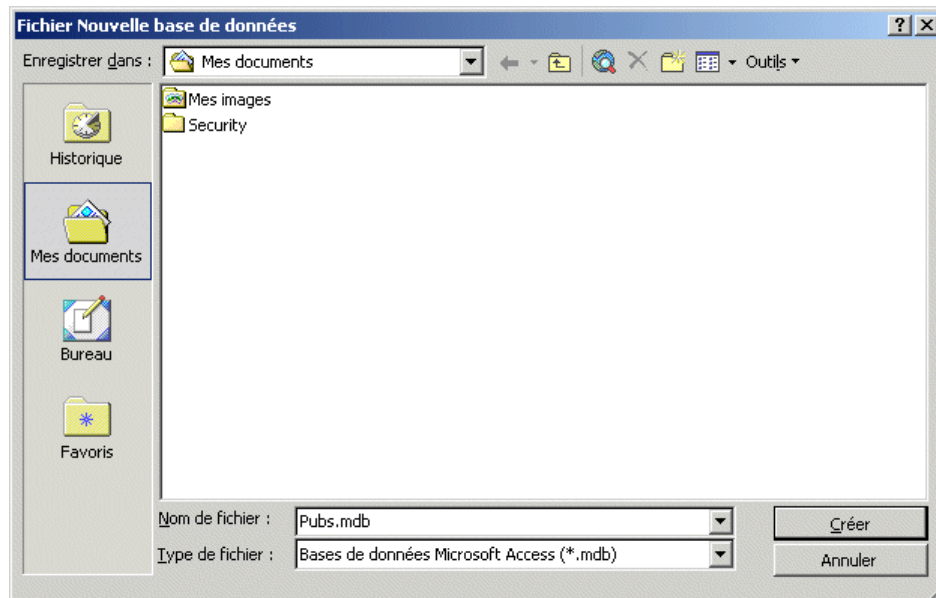 Fichier Nouvelle base de données
Enregistrer dans :
Mes documents
Outils
Mes images
Security
Historique
Mes documents
Bureau
Favoris
Nom de fichier :
Pubs.mdb
Créer
Type de fichier :
Bases de données Microsoft Access (*.mdb)
Annuler